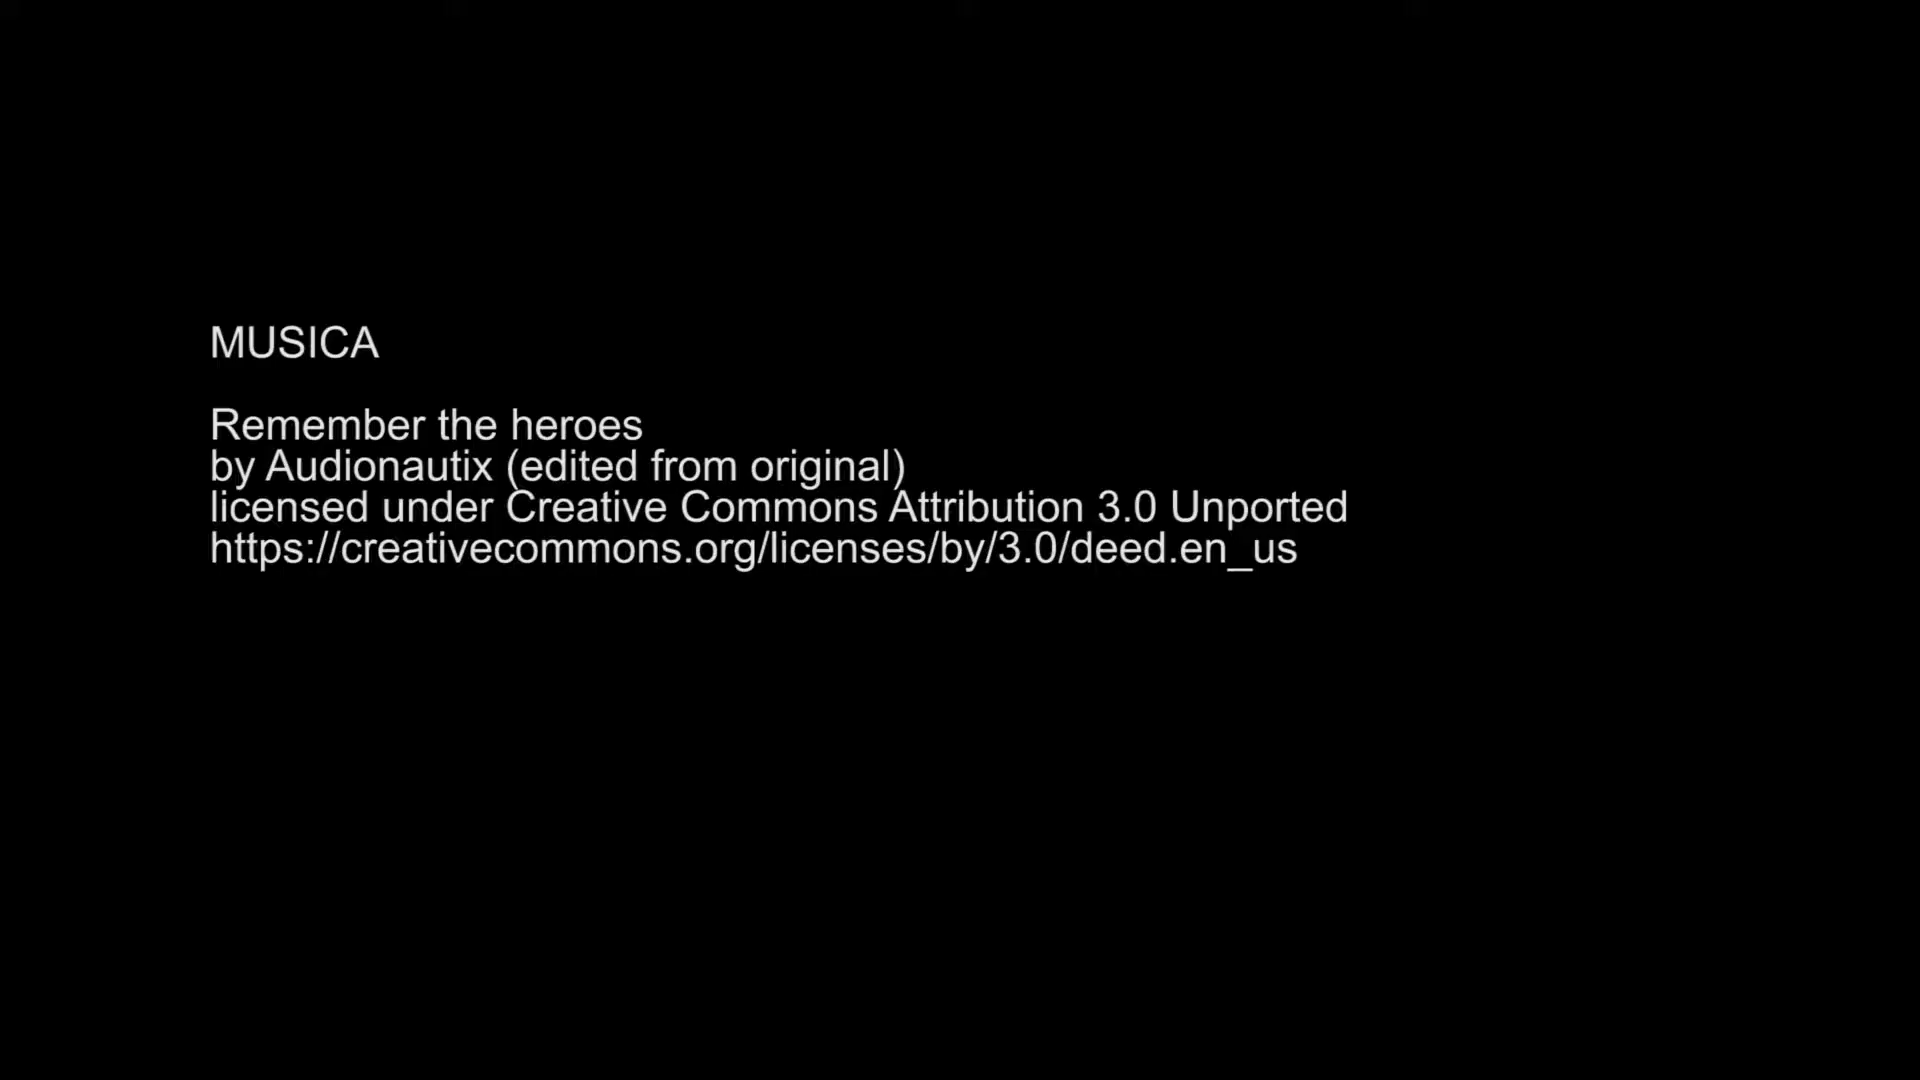 MUSICA
Remember the heroes
by Audionautix (edited from original)
licensed under Creative Commons Attribution 3.0 Unported
https://creativecommons.org/licenses/by/3.0/deed.en_us